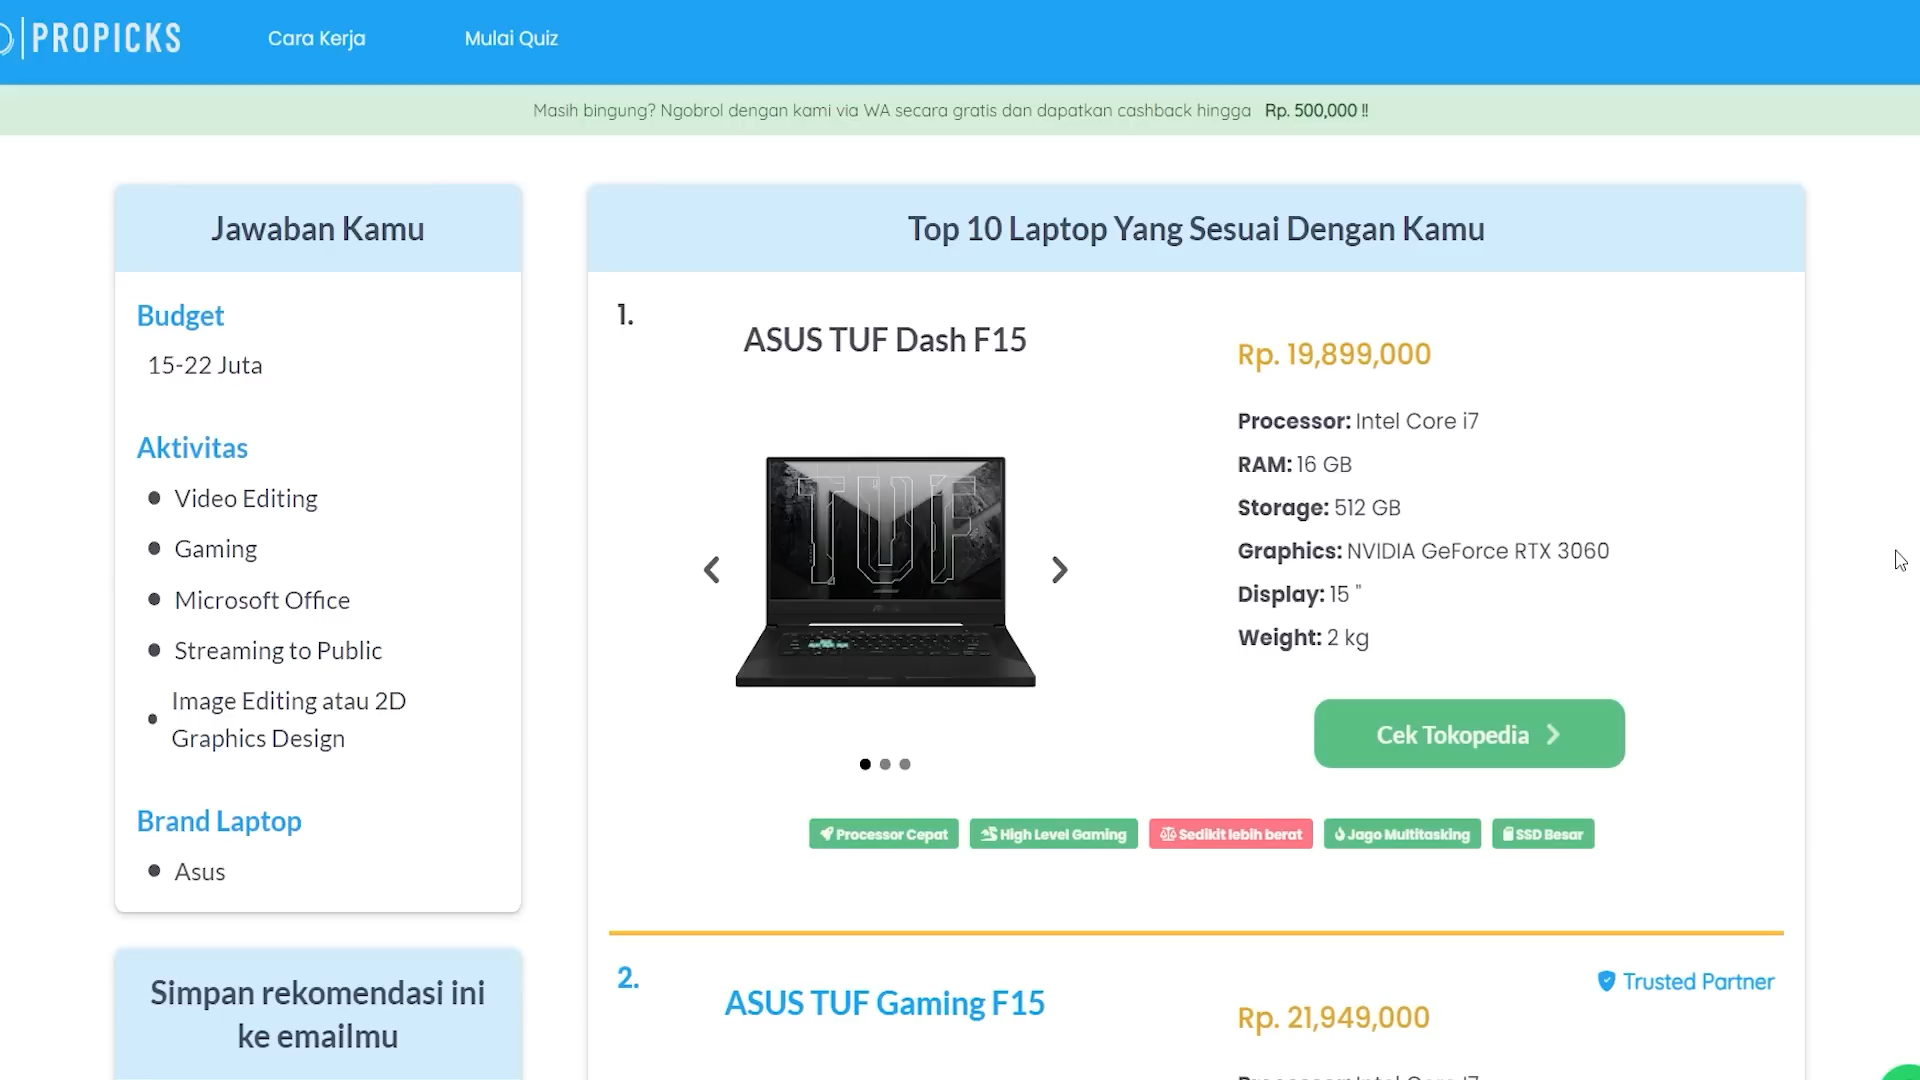 PROPICKS
Cara Kerja
Mulai Quiz
Masih bingung? Ngobrol dengan kami via WA secara gratis dan dapatkan cashback hingga Rp. 500,000 !!
Jawaban Kamu
Budget
15-22 Juta
Aktivitas
Video Editing
Gaming
Microsoft Office
Streaming to Public
Image Editing atau 2D
Graphics Design
Brand Laptop
Asus
Simpan rekomendasi ini
ke emailmu
Top 10 Laptop Yang Sesuai Dengan Kamu
1.
ASUS TUF Dash F15
TUF
Rp. 19,899,000
Processor: Intel Core i7
RAM: 16 GB
Storage: 512 GB
Graphics: NVIDIA GeForce RTX 3060
Display: 15 "
Weight: 2 kg
Cek Tokopedia
Processor Cepat
High Level Gaming
Sedikit lebih berat
Jago Multitasking
SSD Besar
2.
ASUS TUF Gaming F15
Trusted Partner
Rp. 21,949,000